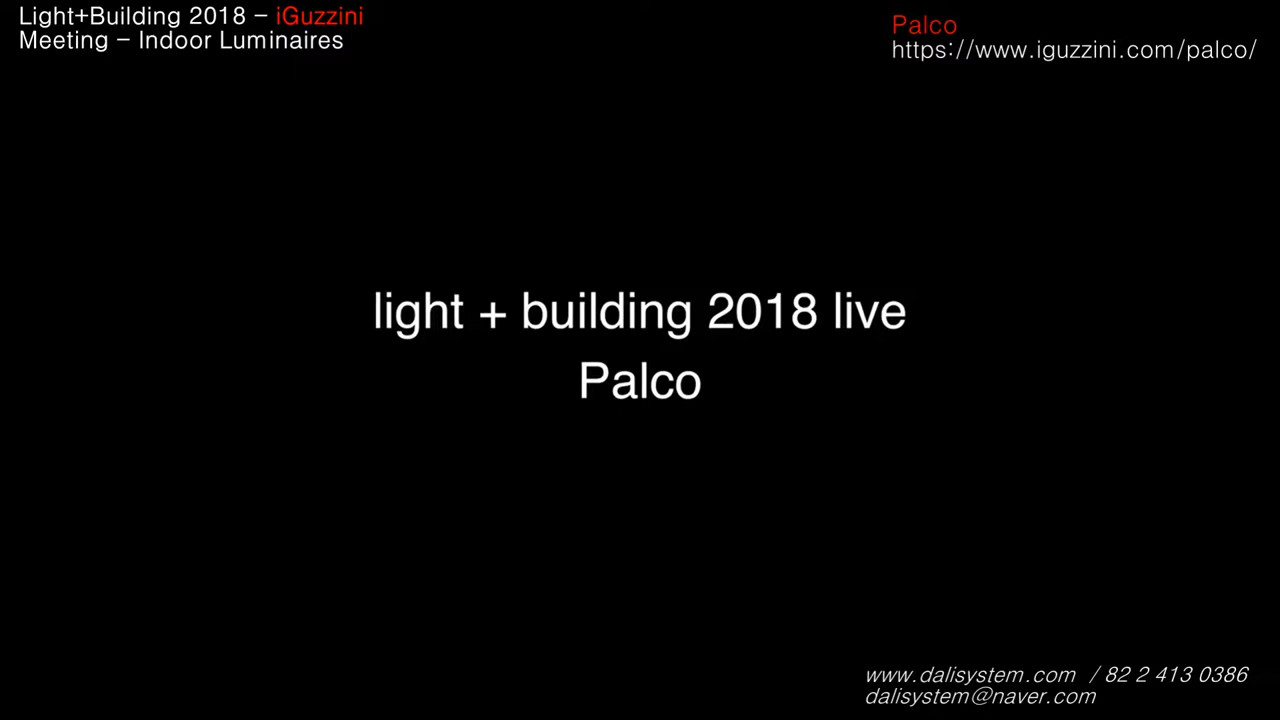 Light+Building 2018 – iGuzzini
Meeting – Indoor Luminaires
Palco
https://www.iguzzini.com/palco/
light + building 2018 live
Palco
www.dalisystem.com / 82 2 413 0386
dalisystem@naver.com